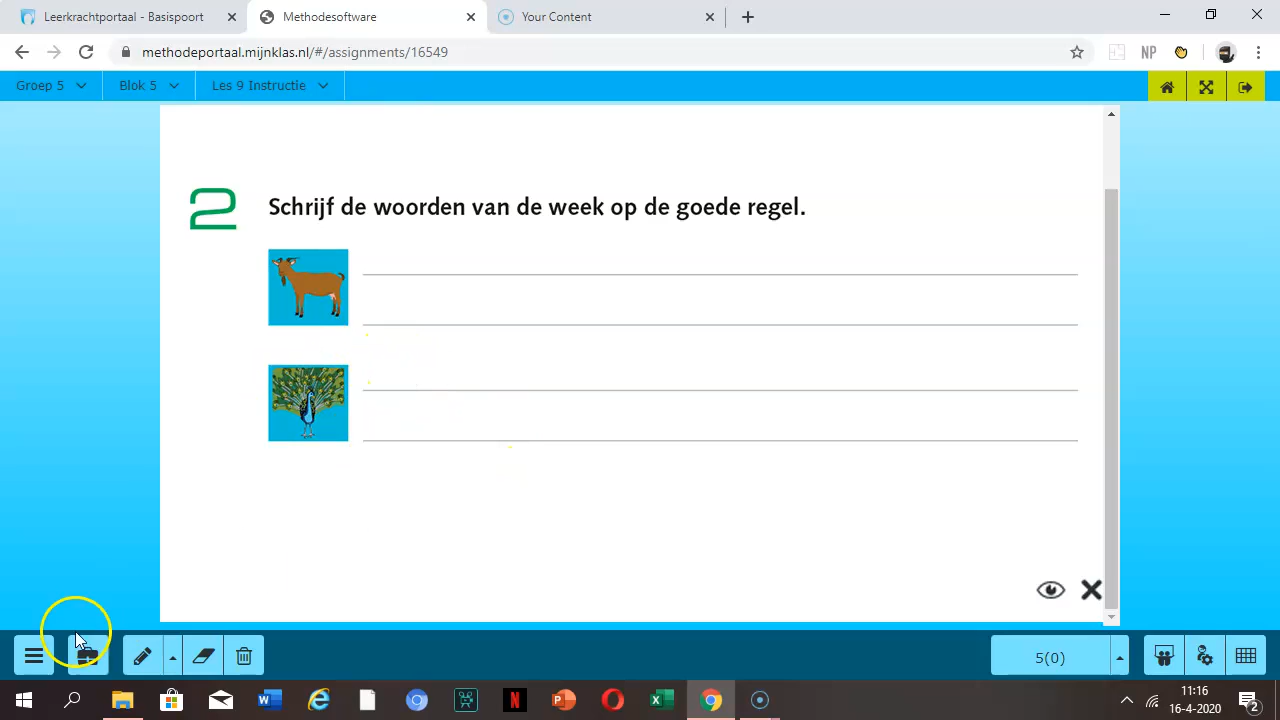 Leerkrachtportaal - Basispoort
Methodesoftware
Your Content
methodeportaal.mijnklas.nl/#/assignments/16549
NP
Groep 5
Blok 5
Les 9 Instructie
2 Schrijf de woorden van de week op de goede regel.
5(0)
11:16
16-4-2020
2